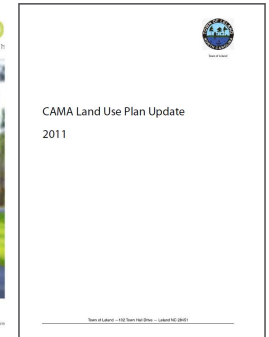 Town of Leland
CAMA Land Use Plan Update
2011
Town of Leland – 102 Town Hall Drive – Leland NC 28451